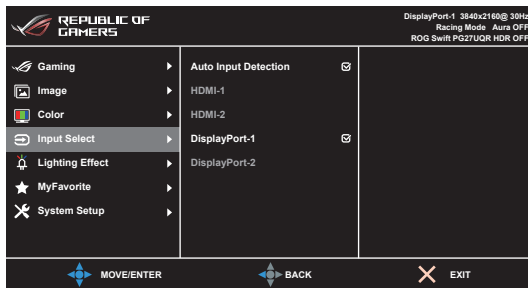 REPUBLIC OF
GAMERS
DisplayPort-1 3840x2160@ 30Hz
Racing Mode Aura OFF
ROG Swift PG27UQR HDR OFF
Gaming
Image
Color
Input Select
Lighting Effect
MyFavorite
System Setup
Auto Input Detection
HDMI-1
HDMI-2
DisplayPort-1
DisplayPort-2
MOVE/ENTER
BACK
EXIT